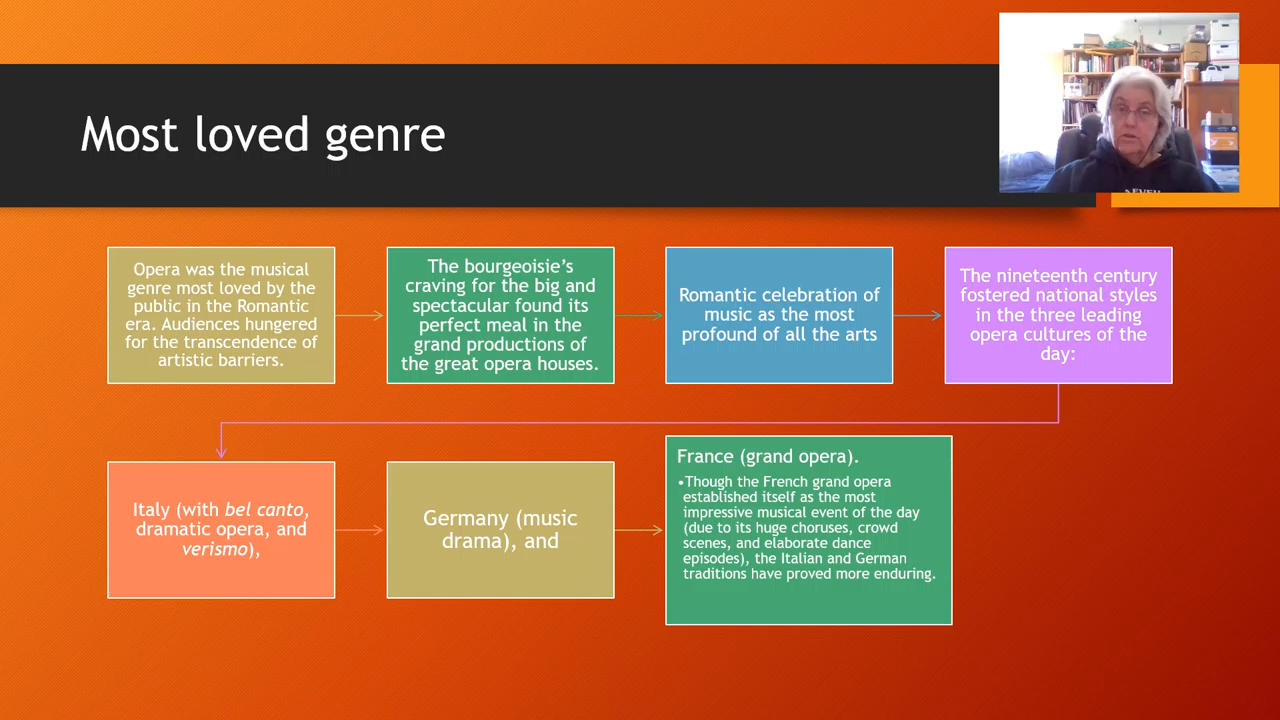 Most loved genre
Opera was the musical
genre most loved by the
public in the Romantic
era. Audiences hungered
for the transcendence of
artistic barriers.
The bourgeoisie’s
craving for the big and
spectacular found its
perfect meal in the
grand productions of
the great opera houses.
Romantic celebration of
music as the most
profound of all the arts
The nineteenth century
fostered national styles
in the three leading
opera cultures of the
day:
Italy (with bel canto,
dramatic opera, and
verismo),
Germany (music
drama), and
France (grand opera).
•Though the French grand opera
established itself as the most
impressive musical event of the day
(due to its huge choruses, crowd
scenes, and elaborate dance
episodes), the Italian and German
traditions have proved more enduring.